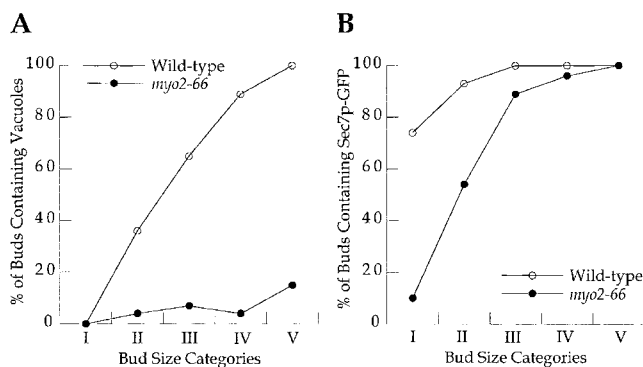 A
B
Wild-type
myo2-66
% of Buds Containing Vacuoles
100
80
60
40
20
0
I II III IV V
Bud Size Categories
% of Buds Containing Sec7p-GFP
100
80
60
40
20
0
Wild-type
myo2-66
I II III IV V
Bud Size Categories